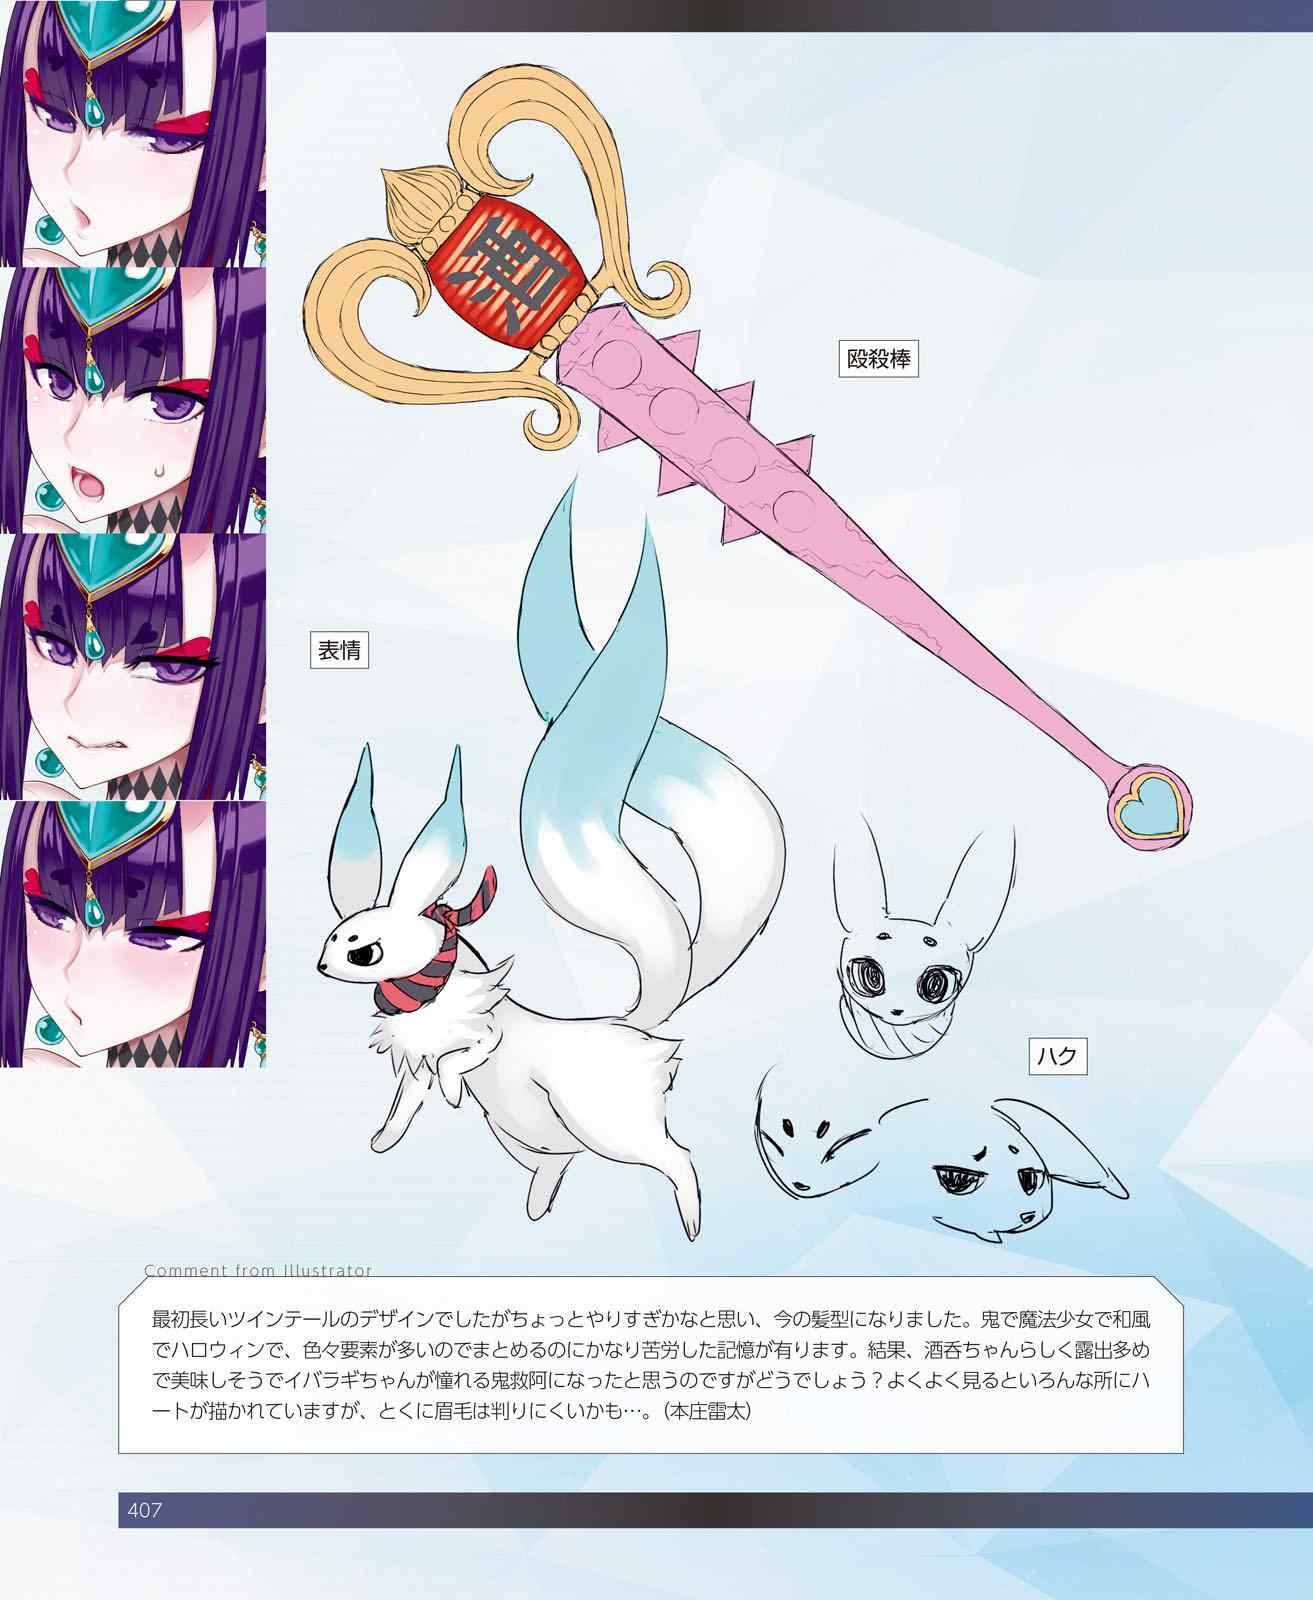 殴殺棒
表情
ハク
Comment from Illustrator
最初長いツインテールのデザインでしたがちょっとやりすぎかなと思い、今の髪型になりました。鬼で魔法少女で和風
でハロウィンで、色々要素が多いのでまとめるのにかなり苦労した記憶が有ります。結果、酒呑ちゃんらしく露出多め
で美味しそうでイバラギちゃんが憧れる鬼救阿になったと思うのですがどうでしょう？よくよく見るといろんな所にハ
ートが描かれていますが、とくに眉毛は判りにくいかも…。（本庄雷太）
407